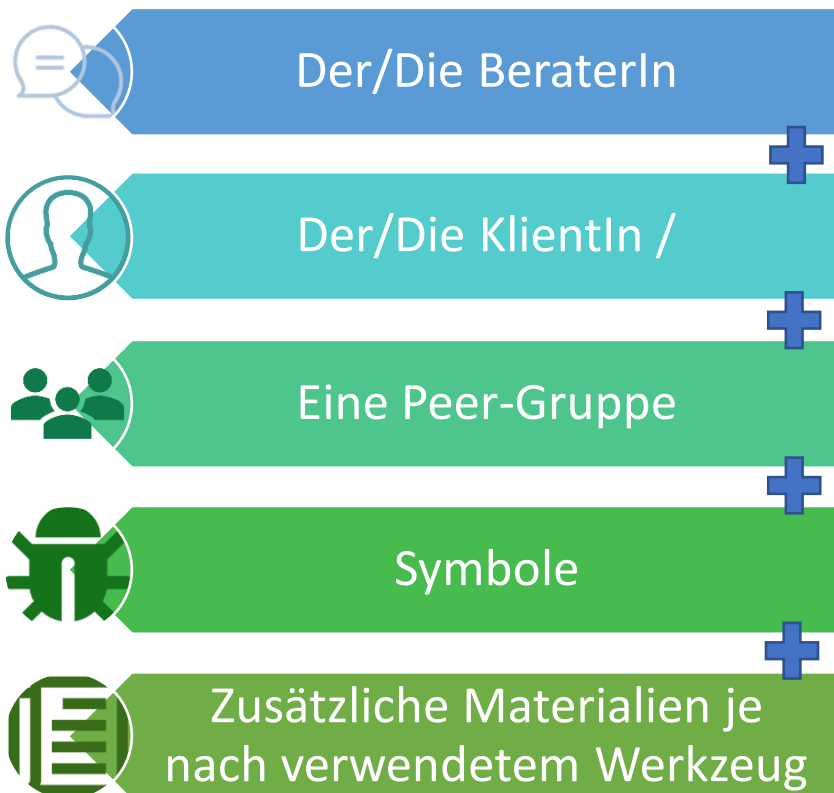 Der/Die BeraterIn
Der/Die KlientIn /
Eine Peer-Gruppe
Symbole
Zusätzliche Materialien je
nach verwendetem Werkzeug